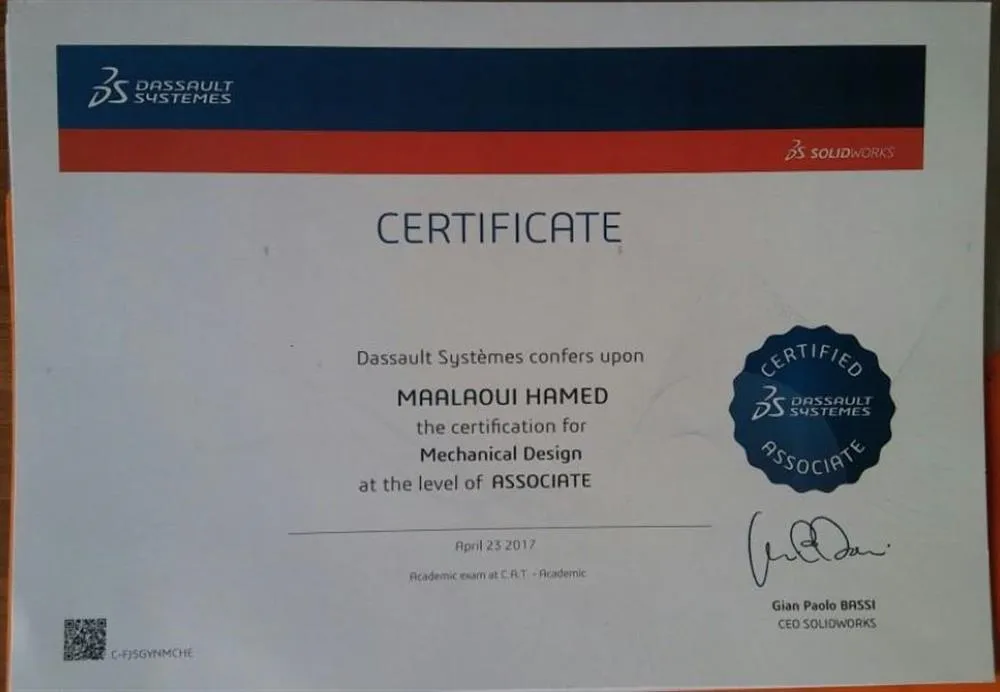 DASSAULT
SYSTEMES
SOLIDWORKS
CERTIFICATE
Dassault Systèmes confers upon
MAALAOUI HAMED
the certification for
Mechanical Design
at the level of ASSOCIATE
CERTIFIED
DASSAULT
SYSTEMES
ASSOCIATE
April 23 2017
Academic exam at C.A.T. - Academic
Gian Paolo BASSI
CEO SOLIDWORKS
C-FJSGYNMCHE